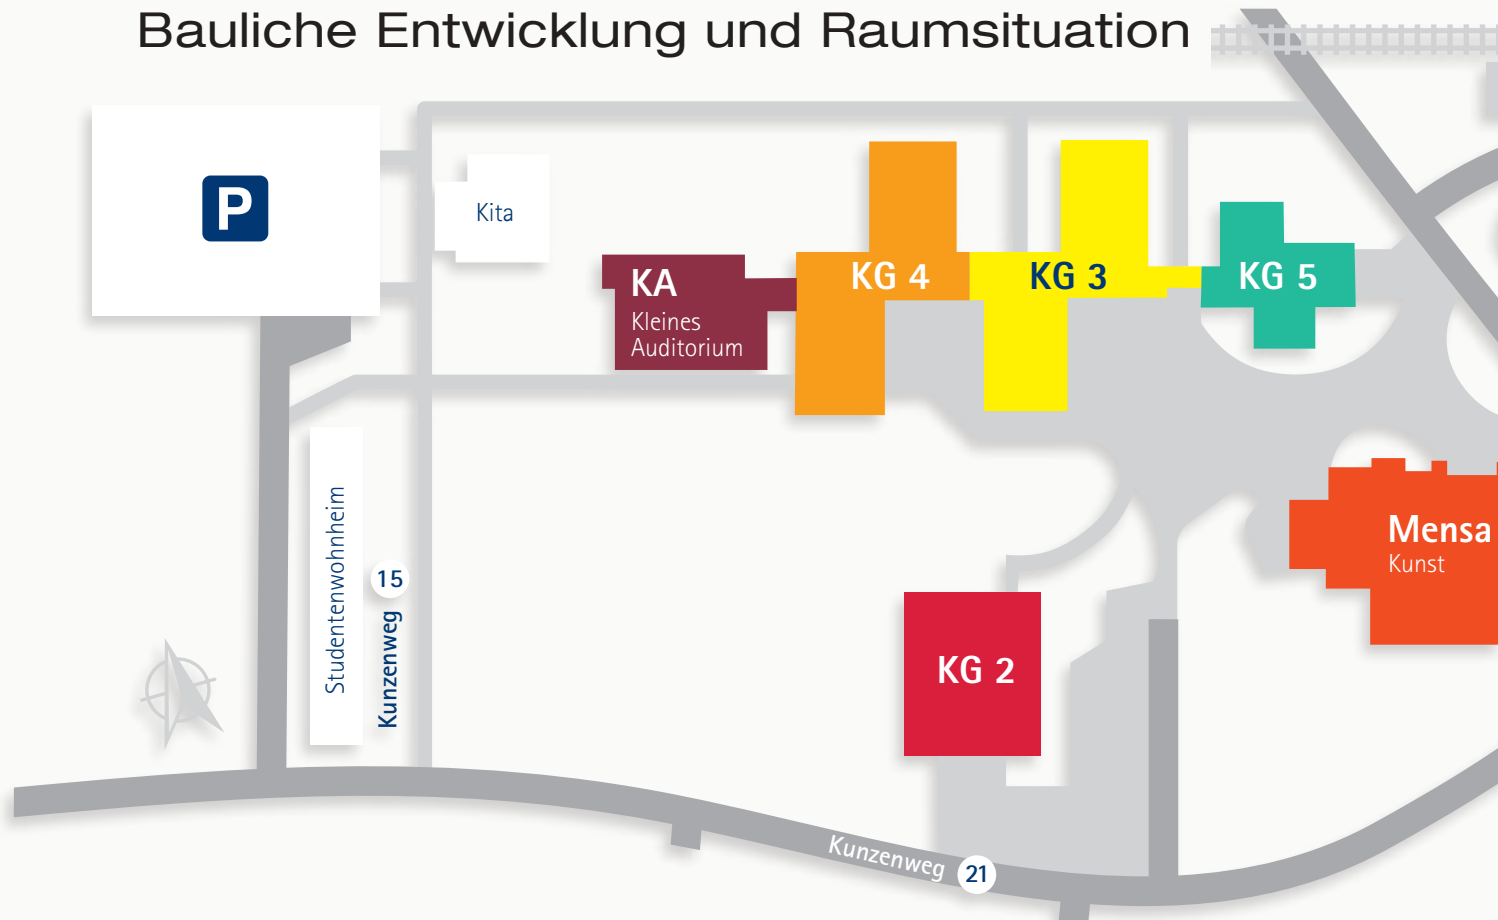 Bauliche Entwicklung und Raumsituation
P
Kita
KA
Kleines
Auditorium
KG 4
KG 3
KG 5
Mensa
Kunst
Studentenwohnheim
15
Kunzenweg
KG 2
Kunzenweg
21